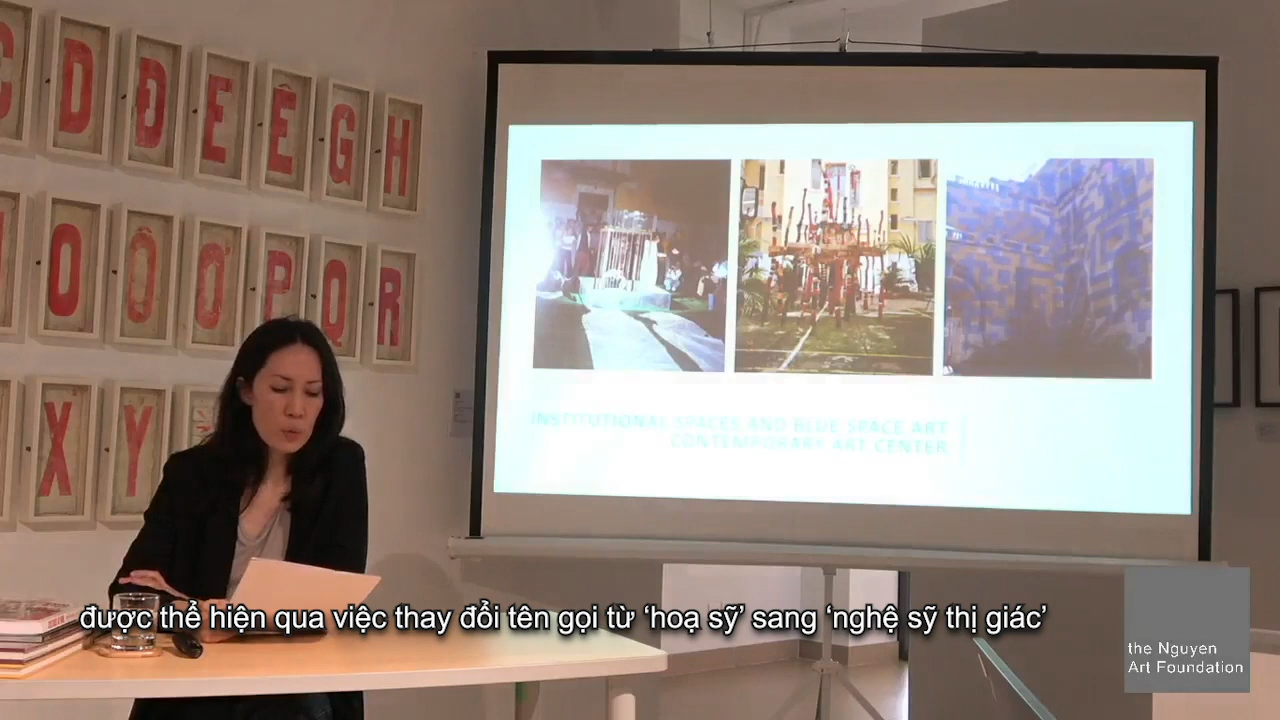 C D Đ E Ê G H
O Ô Ơ P Q R
X Y
INSTITUTIONAL SPACES AND BLUE SPACE ART
CONTEMPORARY ART CENTER
được thể hiện qua việc thay đổi tên gọi từ ‘hoạ sỹ’ sang ‘nghệ sỹ thị giác’
the Nguyen
Art Foundation